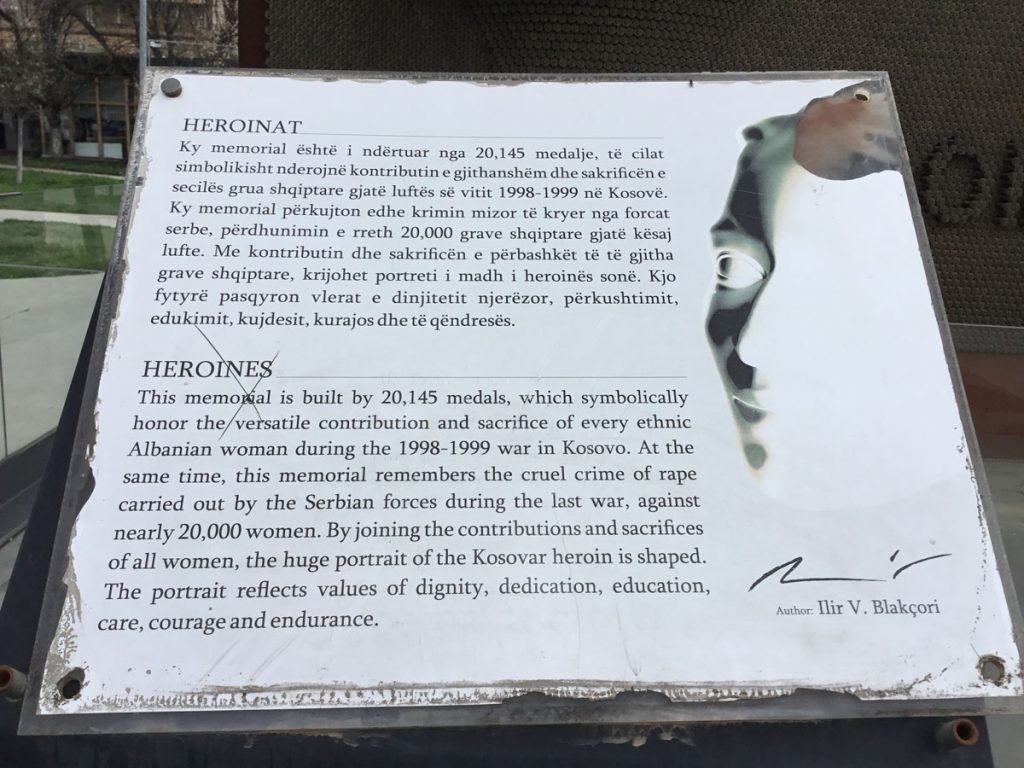 HEROINAT
Ky memorial është i ndërtuar nga 20,145 medalje, të cilat
simbolikisht nderojnë kontributin e gjithanshëm dhe sakrificën e
secilës grua shqiptare gjatë luftës së vitit 1998-1999 në Kosovë.
Ky memorial përkujton edhe krimin mizor të kryer nga forcat
serbe, përdhunimin e rreth 20,000 grave shqiptare gjatë kësaj
lufte. Me kontributin dhe sakrificën e përbashkët të të gjitha
grave shqiptare, krijohet portreti i madh i heroinës sonë. Kjo
fytyrë pasqyron vlerat e dinjitetit njerëzor, përkushtimit,
edukimit, kujdesit, kurajos dhe të qëndresës.
HEROINES
This memorial is built by 20,145 medals, which symbolically
honor the versatile contribution and sacrifice of every ethnic
Albanian woman during the 1998-1999 war in Kosovo. At the
same time, this memorial remembers the cruel crime of rape
carried out by the Serbian forces during the last war, against
nearly 20,000 women. By joining the contributions and sacrifices
of all women, the huge portrait of the Kosovar heroin is shaped.
The portrait reflects values of dignity, dedication, education,
care, courage and endurance.
Author: Ilir V. Blakçori